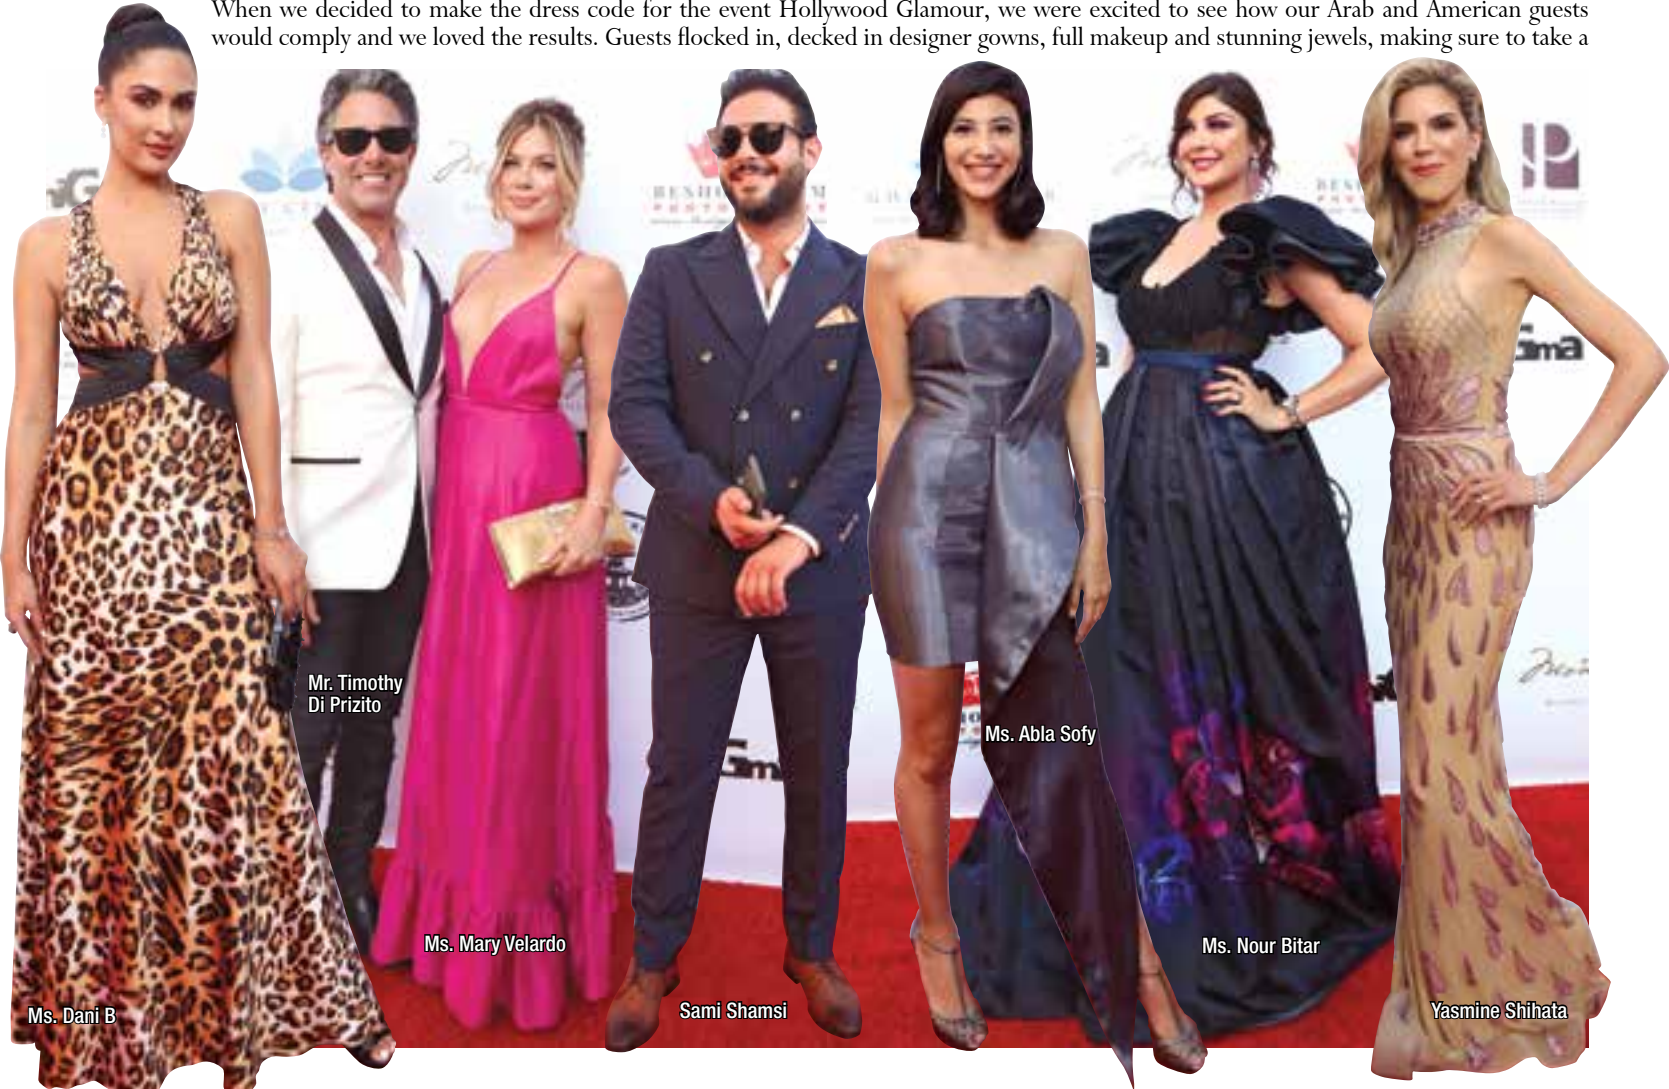 When we decided to make the dress code for the event Hollywood Glamour, we were excited to see how our Arab and American guests
would comply and we loved the results. Guests flocked in, decked in designer gowns, full makeup and stunning jewels, making sure to take a
Mr. Timothy
Di Prizito
Ms. Abla Sofy
Ms. Mary Velardo
Ms. Nour Bitar
Ms. Dani B
Sami Shamsi
Yasmine Shihata